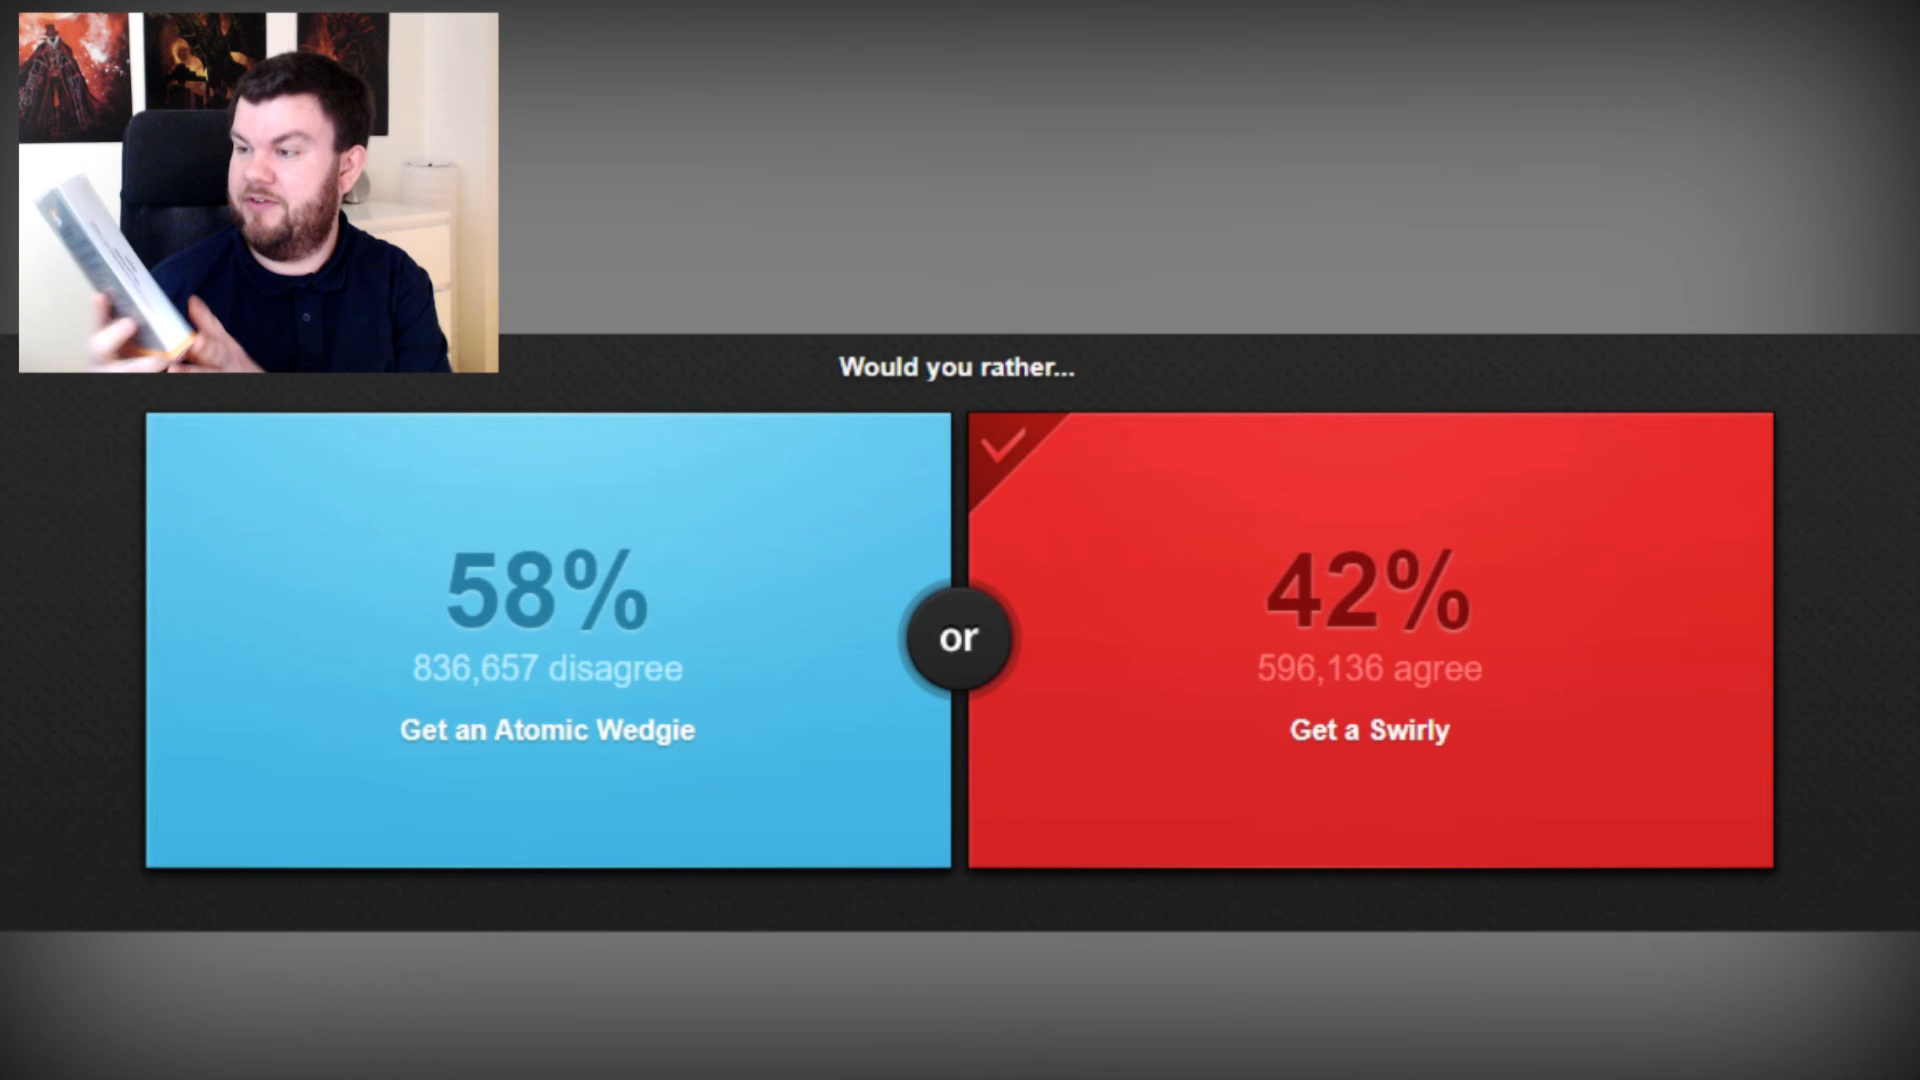 Would you rather...
58%
836,657 disagree
Get an Atomic Wedgie
or
42%
596,136 agree
Get a Swirly